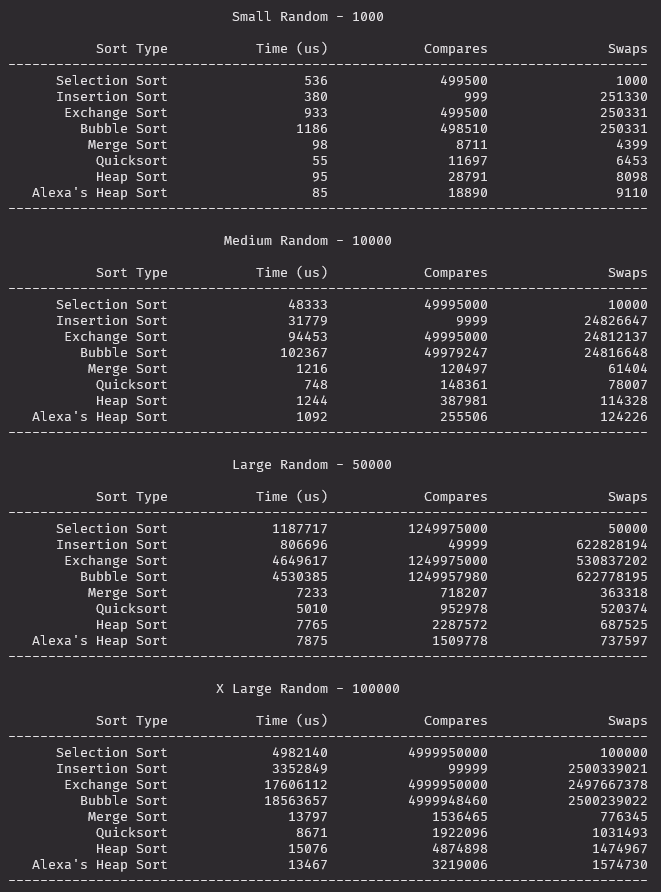 Small Random - 1000
Sort Type Time (us) Compares Swaps
--------------------------------------------------------------------------------
Selection Sort 536 499500 1000
Insertion Sort 380 999 251330
Exchange Sort 933 499500 250331
Bubble Sort 1186 498510 250331
Merge Sort 98 8711 4399
Quicksort 55 11697 6453
Heap Sort 95 28791 8098
Alexa's Heap Sort 85 18890 9110
--------------------------------------------------------------------------------
Medium Random - 10000
Sort Type Time (us) Compares Swaps
--------------------------------------------------------------------------------
Selection Sort 48333 49995000 10000
Insertion Sort 31779 9999 24826647
Exchange Sort 94453 49995000 24812137
Bubble Sort 102367 49979247 24816648
Merge Sort 1216 120497 61404
Quicksort 748 148361 78007
Heap Sort 1244 387981 114328
Alexa's Heap Sort 1092 255506 124226
--------------------------------------------------------------------------------
Large Random - 50000
Sort Type Time (us) Compares Swaps
--------------------------------------------------------------------------------
Selection Sort 1187717 1249975000 50000
Insertion Sort 806696 49999 622828194
Exchange Sort 4649617 1249975000 530837202
Bubble Sort 4530385 1249957980 622778195
Merge Sort 7233 718207 363318
Quicksort 5010 952978 520374
Heap Sort 7765 2287572 687525
Alexa's Heap Sort 7875 1509778 737597
--------------------------------------------------------------------------------
X Large Random - 100000
Sort Type Time (us) Compares Swaps
--------------------------------------------------------------------------------
Selection Sort 4982140 4999950000 100000
Insertion Sort 3352849 99999 2500339021
Exchange Sort 17606112 4999950000 2497667378
Bubble Sort 18563657 4999948460 2500239022
Merge Sort 13797 1536465 776345
Quicksort 8671 1922096 1031493
Heap Sort 15076 4874898 1474967
Alexa's Heap Sort 13467 3219006 1574730
--------------------------------------------------------------------------------